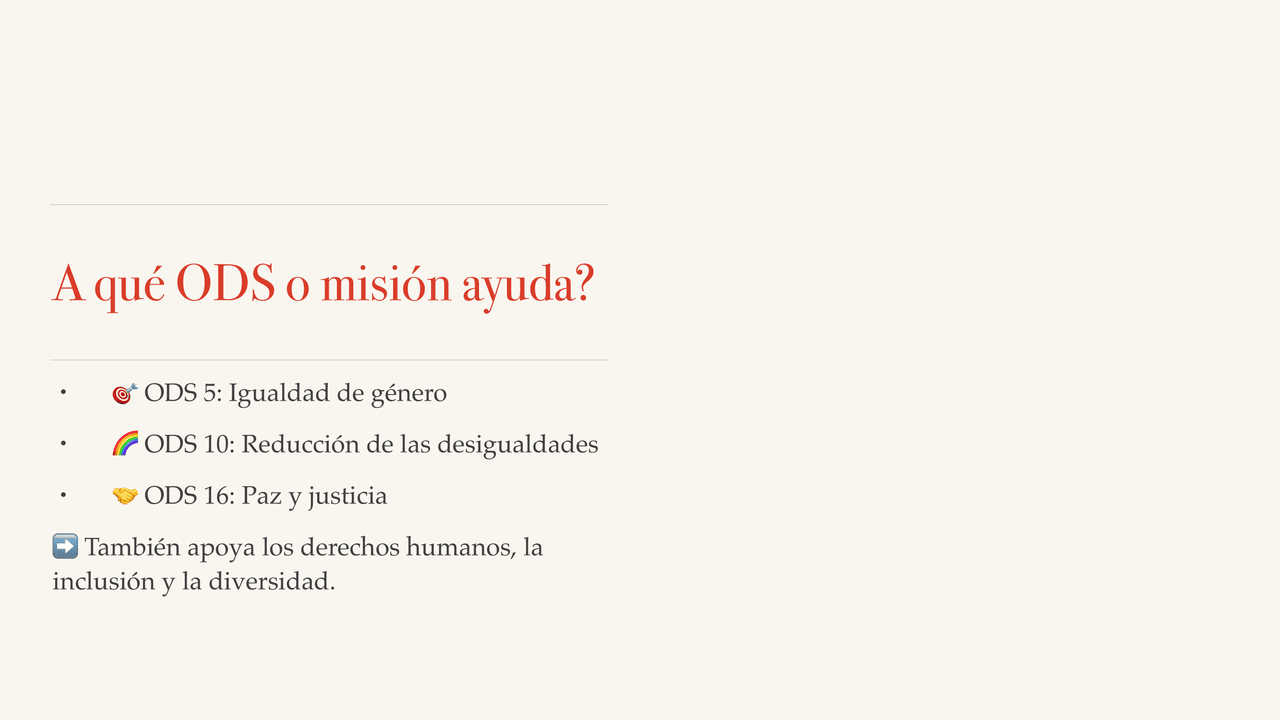 A qué ODS o misión ayuda?
• 🎯 ODS 5: Igualdad de género
• 🌈 ODS 10: Reducción de las desigualdades
• 🤝 ODS 16: Paz y justicia
➡️ También apoya los derechos humanos, la
inclusión y la diversidad.